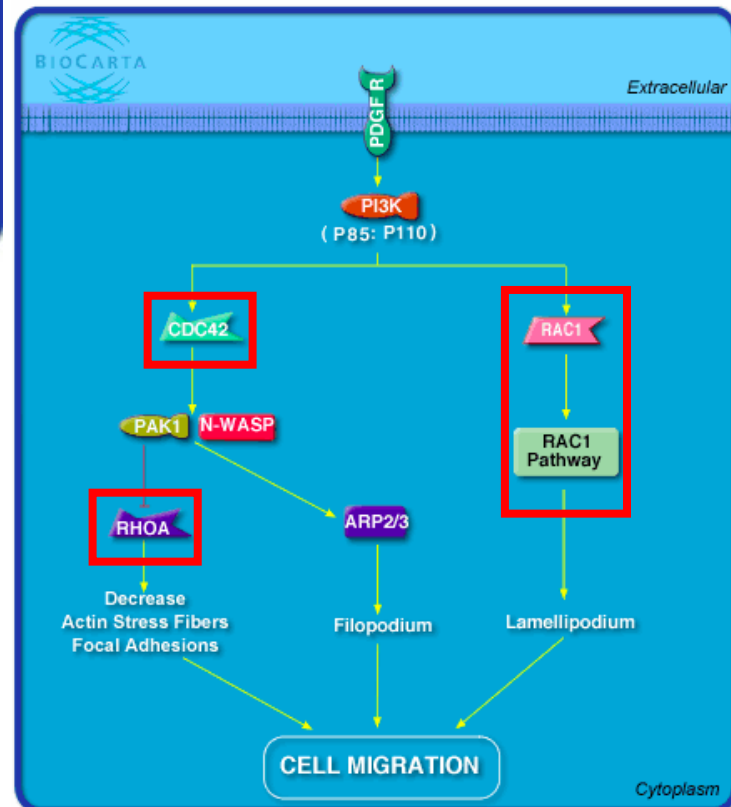 BIOCARTA
Extracellular
PDGF R
PI3K
( P85: P110 )
CDC42
RAC1
PAK1
N-WASP
RAC1
Pathway
RHOA
ARP2/3
Decrease
Actin Stress Fibers
Focal Adhesions
Filopodium
Lamellipodium
CELL MIGRATION
Cytoplasm